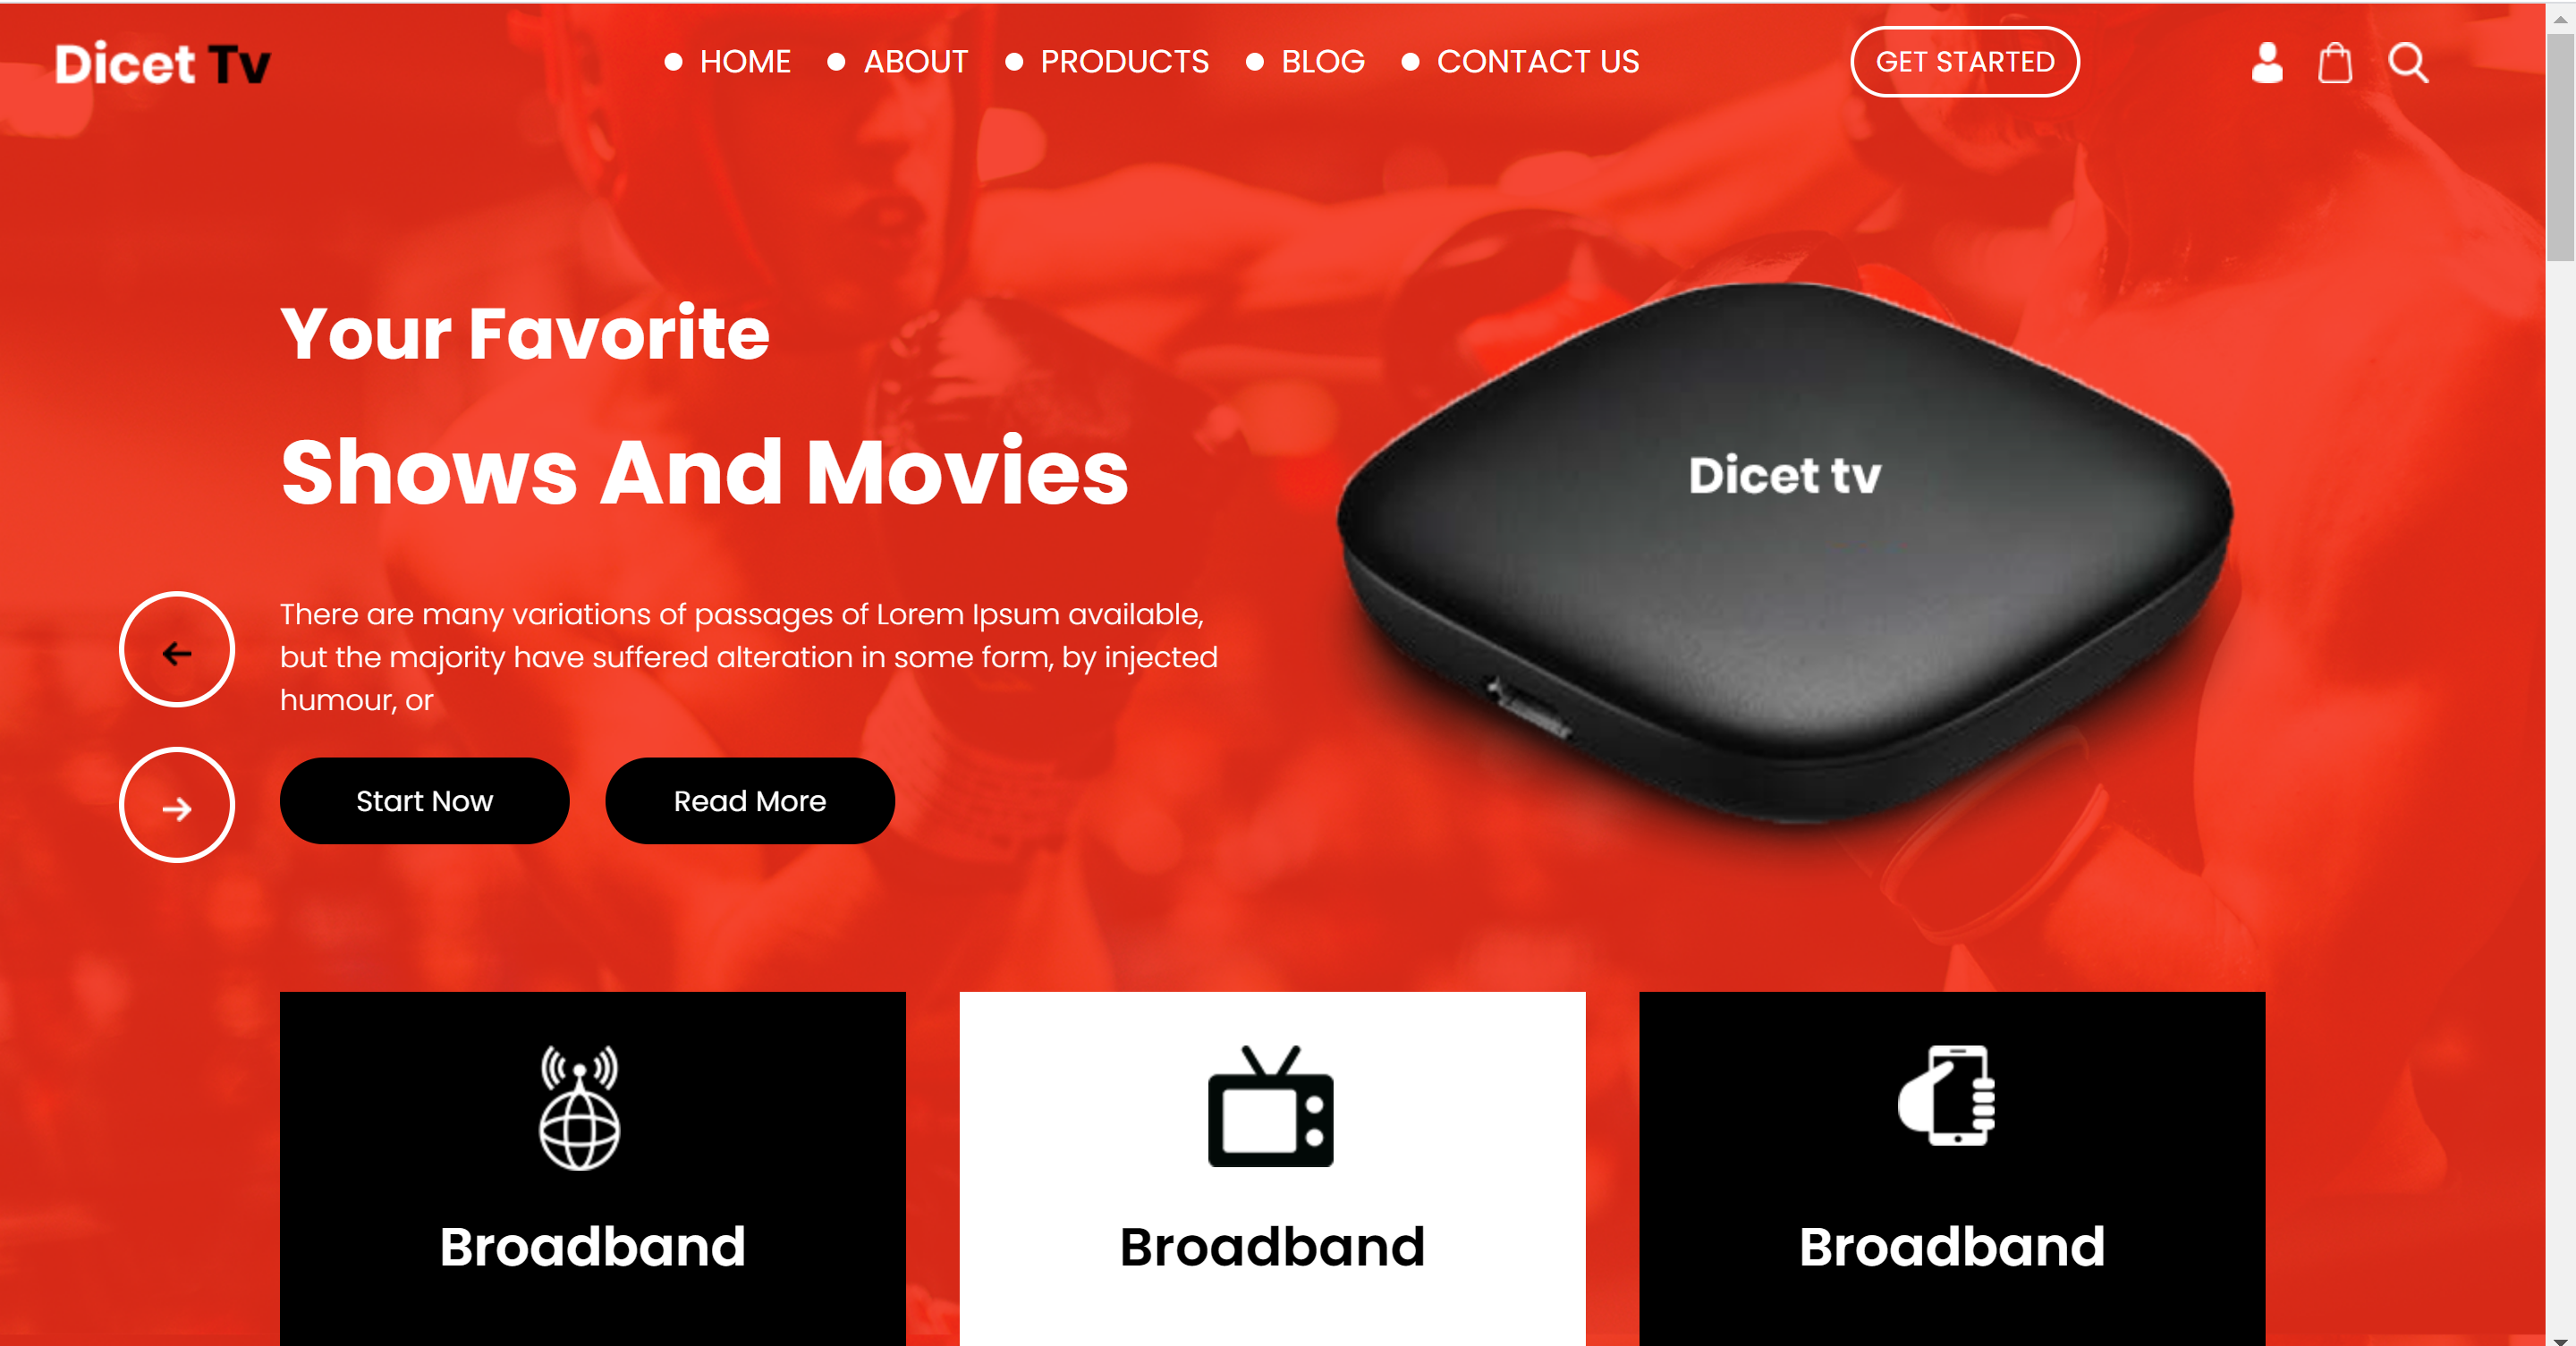 Dicet Tv
HOME ABOUT PRODUCTS BLOG CONTACT US
GET STARTED
Your Favorite
Shows And Movies
Dicet tv
There are many variations of passages of Lorem Ipsum available,
but the majority have suffered alteration in some form, by injected
humour, or
Start Now
Read More
Broadband
Broadband
Broadband